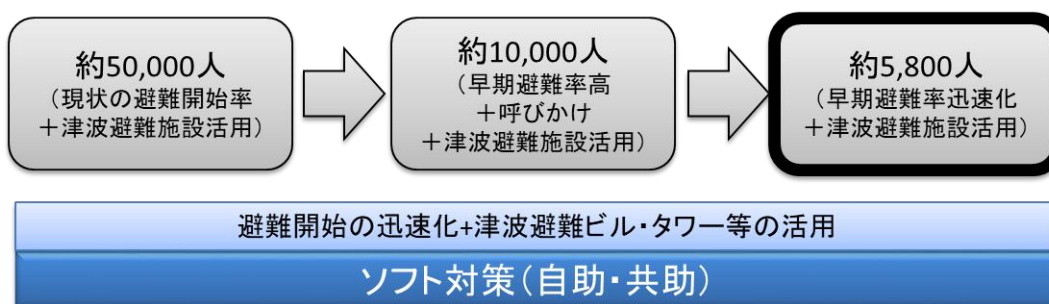 約50,000人
（現状の避難開始率
＋津波避難施設活用）
約10,000人
（早期避難率高
＋呼びかけ
＋津波避難施設活用）
約5,800人
（早期避難率迅速化
＋津波避難施設活用）
避難開始の迅速化+津波避難ビル・タワー等の活用
ソフト対策（自助・共助）